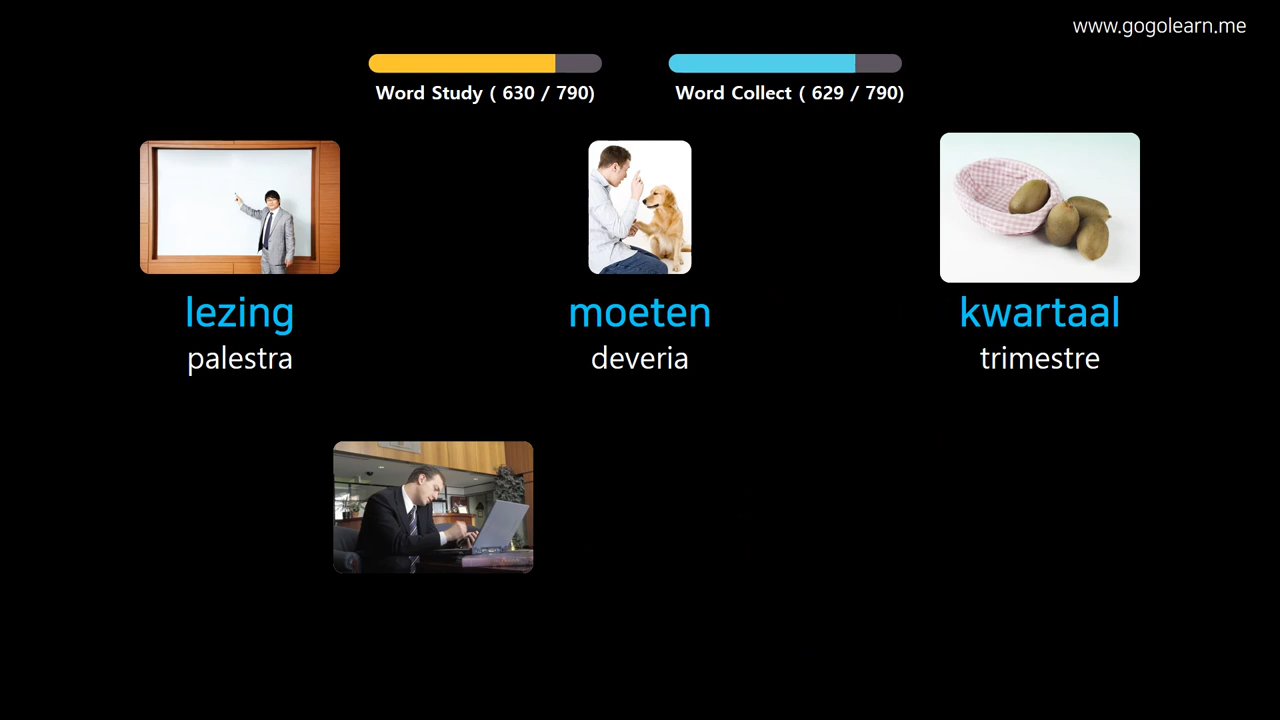 www.gogolearn.me
Word Study ( 630 / 790)
Word Collect ( 629 / 790)
lezing
palestra
moeten
deveria
kwartaal
trimestre